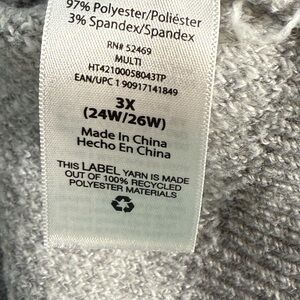 97% Polyester/Poliéster
3% Spandex/Spandex
RN# 52469
MULTI
HT42100058043TP
EAN/UPC 1 90917141849
3X
(24W/26W)
Made In China
Hecho En China
THIS LABEL YARN IS MADE
OUT OF 100% RECYCLED
POLYESTER MATERIALS